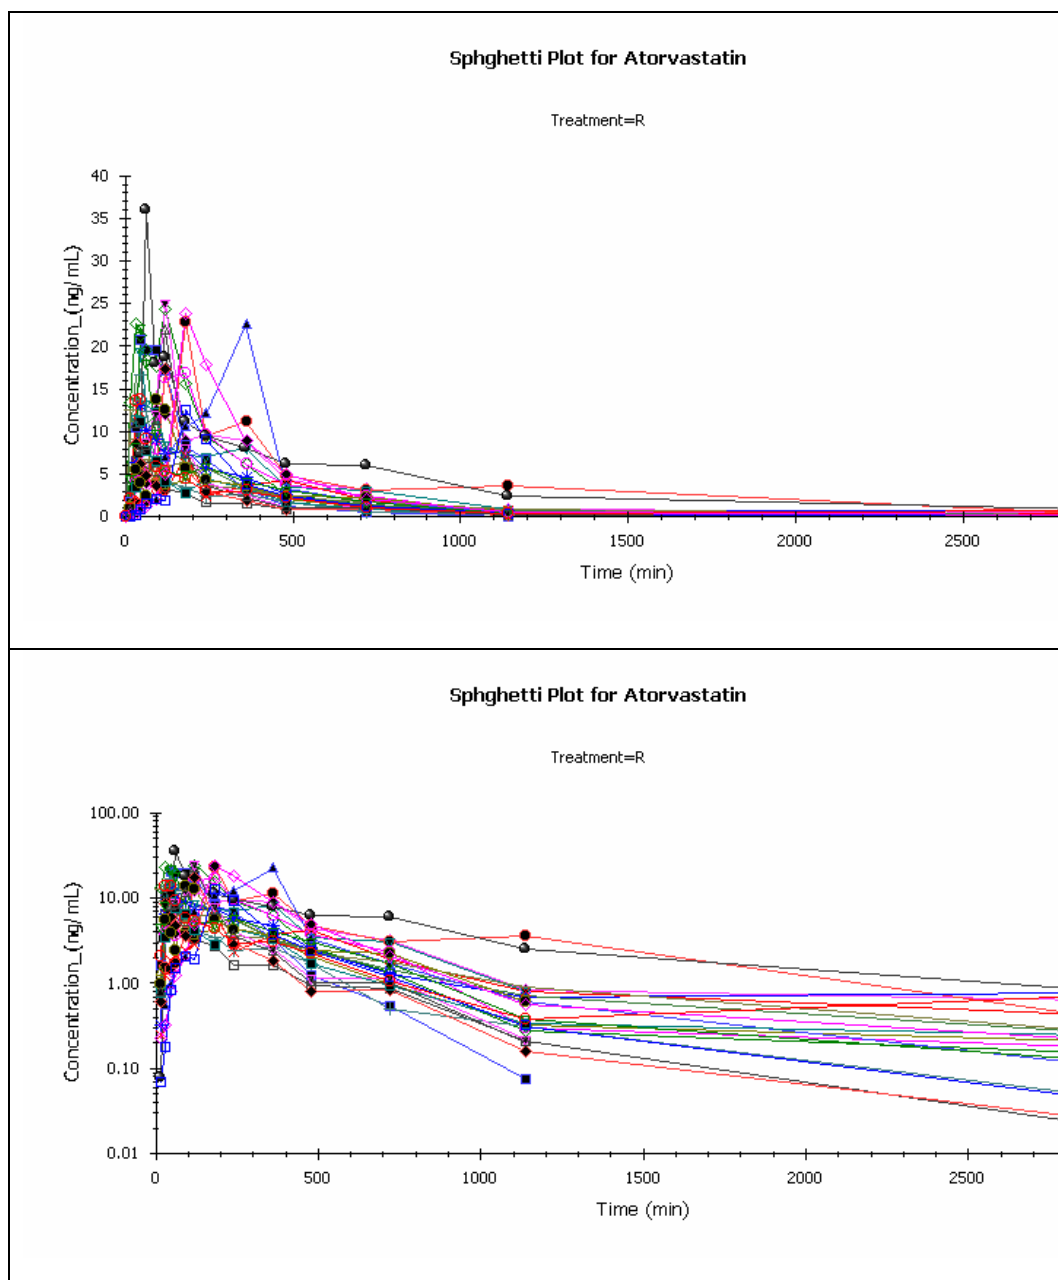 Sphghetti Plot for Atorvastatin
Treatment=R
Concentration_(ng/mL)
40
35
30
25
20
15
10
5
0
0 500 1000 1500 2000 2500
Time (min)
Sphghetti Plot for Atorvastatin
Treatment=R
Concentration_(ng/mL)
100.00
10.00
1.00
0.10
0.01
0 500 1000 1500 2000 2500
Time (min)